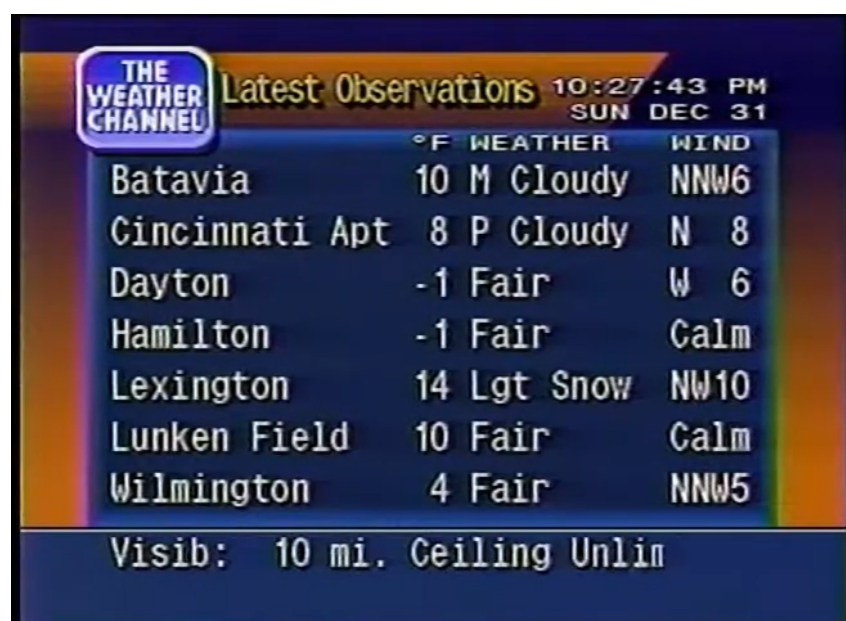 THE
WEATHER
CHANNEL
Latest Observations 10:27:43 PM
SUN DEC 31
°F WEATHER WIND
Batavia 10 M Cloudy NNW6
Cincinnati Apt 8 P Cloudy N 8
Dayton -1 Fair W 6
Hamilton -1 Fair Calm
Lexington 14 Lgt Snow NW10
Lunken Field 10 Fair Calm
Wilmington 4 Fair NNW5
Visib: 10 mi. Ceiling